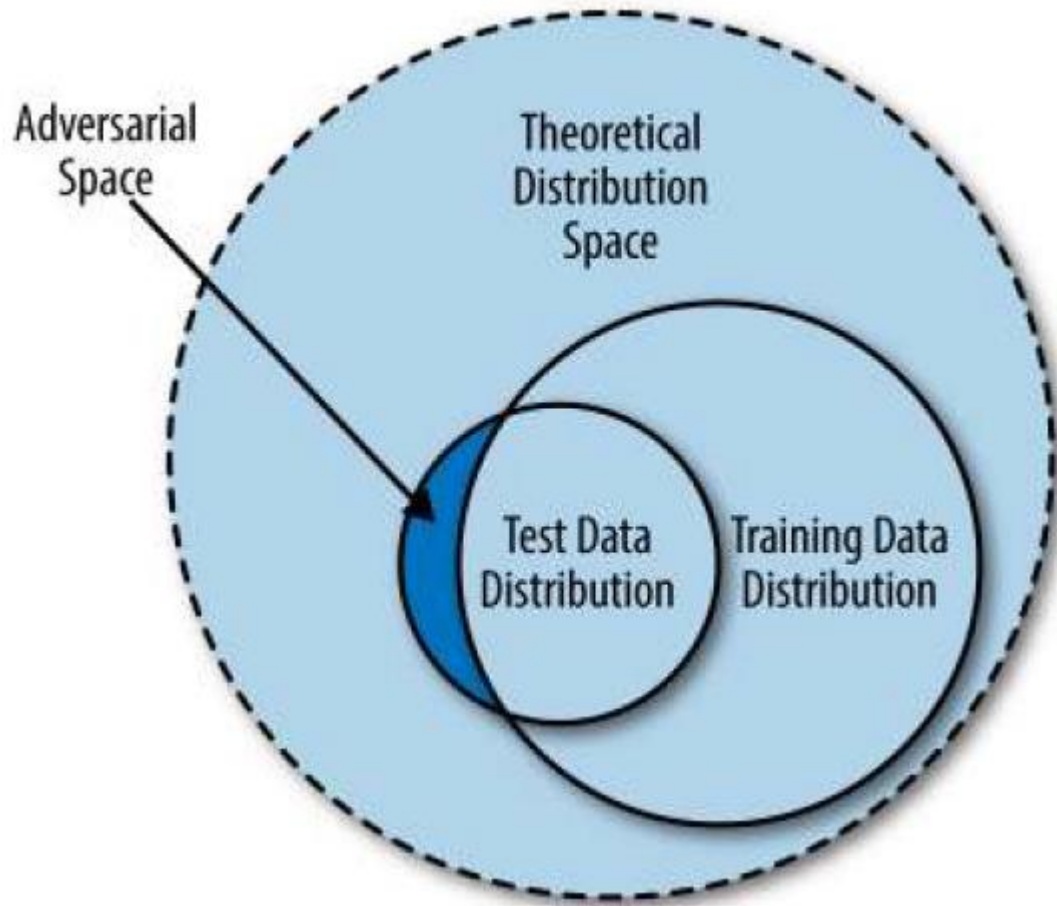 Adversarial
Space
Theoretical
Distribution
Space
Test Data
Distribution
Training Data
Distribution